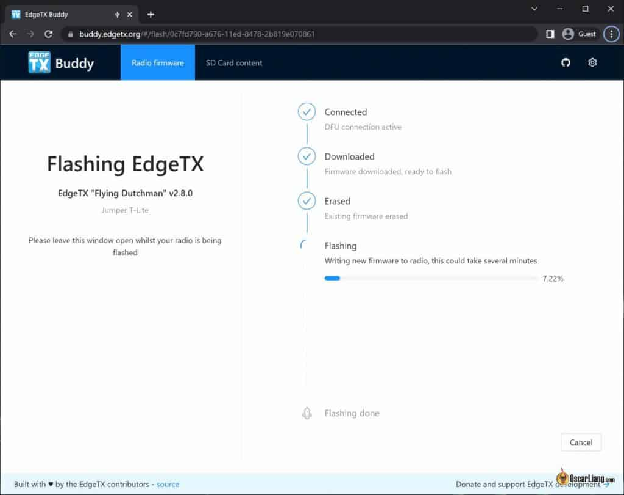 EdgeTX Buddy
buddy.edgetx.org/#/flash/0c7fd790-a676-11ed-8478-2b819e070861
Guest
EDGE TX Buddy
Radio firmware
SD Card content
Flashing EdgeTX
EdgeTX "Flying Dutchman" v2.8.0
Jumper T-Lite
Please leave this window open whilst your radio is being
flashed
Connected
DFU connection active
Downloaded
Firmware downloaded, ready to flash
Erased
Existing firmware erased
Flashing
Writing new firmware to radio, this could take several minutes
7.22%
Flashing done
Cancel
Built with ♥ by the EdgeTX contributors - source
Donate and support EdgeTX development
OscarLiang.com